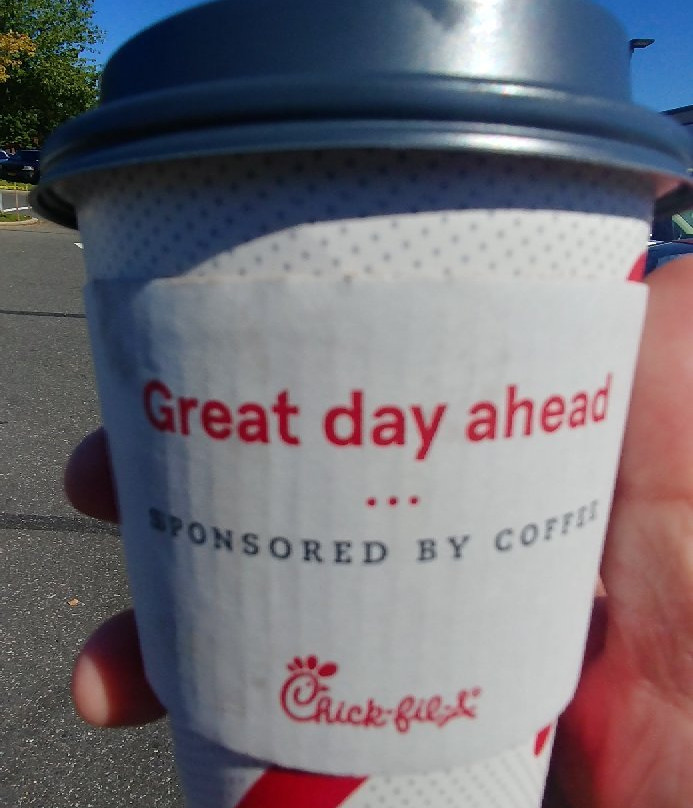 Great day ahead
...
SPONSORED BY COFFEE
Chick-fil-A